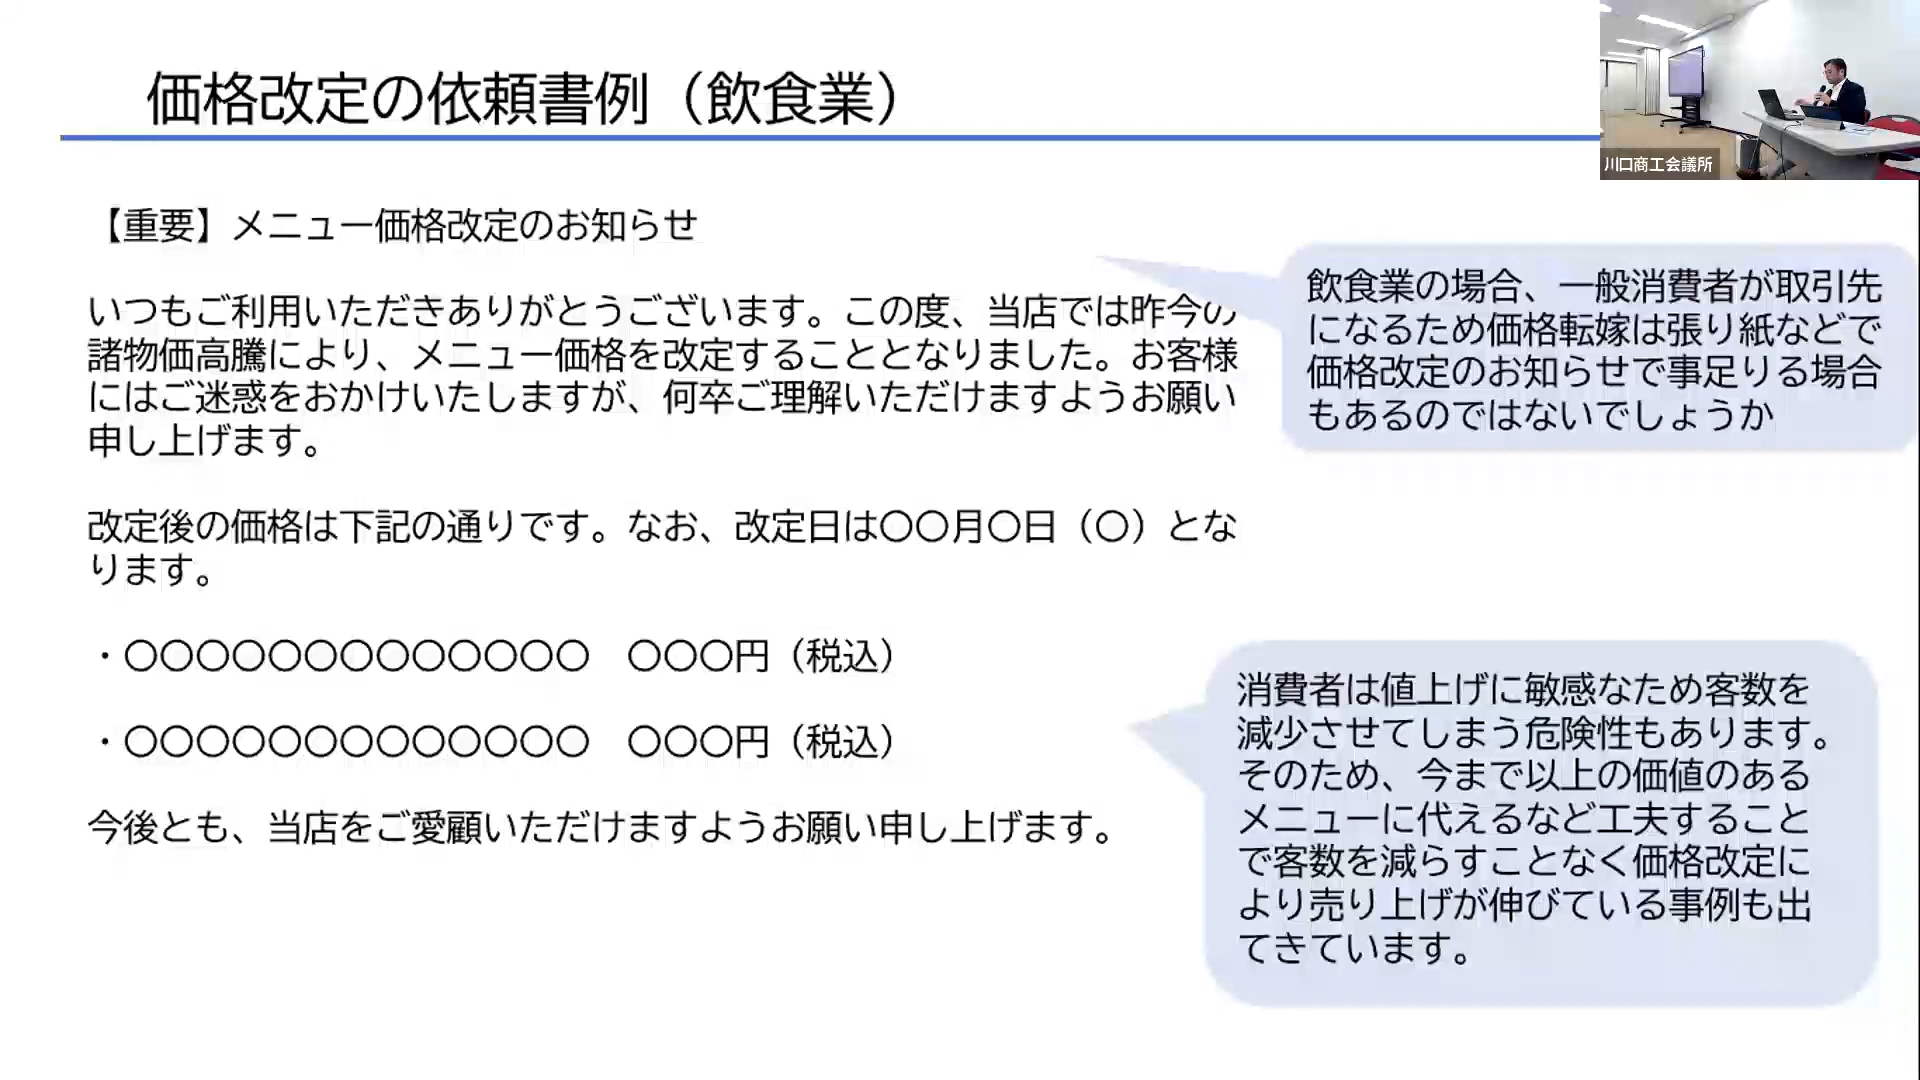 価格改定の依頼書例（飲食業）
川口商工会議所
【重要】メニュー価格改定のお知らせ
いつもご利用いただきありがとうございます。この度、当店では昨今の
諸物価高騰により、メニュー価格を改定することとなりました。お客様
にはご迷惑をおかけいたしますが、何卒ご理解いただけますようお願い
申し上げます。
改定後の価格は下記の通りです。なお、改定日は〇〇月〇日（〇）とな
ります。
・〇〇〇〇〇〇〇〇〇〇〇〇〇　〇〇〇円（税込）
・〇〇〇〇〇〇〇〇〇〇〇〇〇　〇〇〇円（税込）
今後とも、当店をご愛顧いただけますようお願い申し上げます。
飲食業の場合、一般消費者が取引先
になるため価格転嫁は張り紙などで
価格改定のお知らせで事足りる場合
もあるのではないでしょうか
消費者は値上げに敏感なため客数を
減少させてしまう危険性もあります。
そのため、今まで以上の価値のある
メニューに代えるなど工夫すること
で客数を減らすことなく価格改定に
より売り上げが伸びている事例も出
てきています。